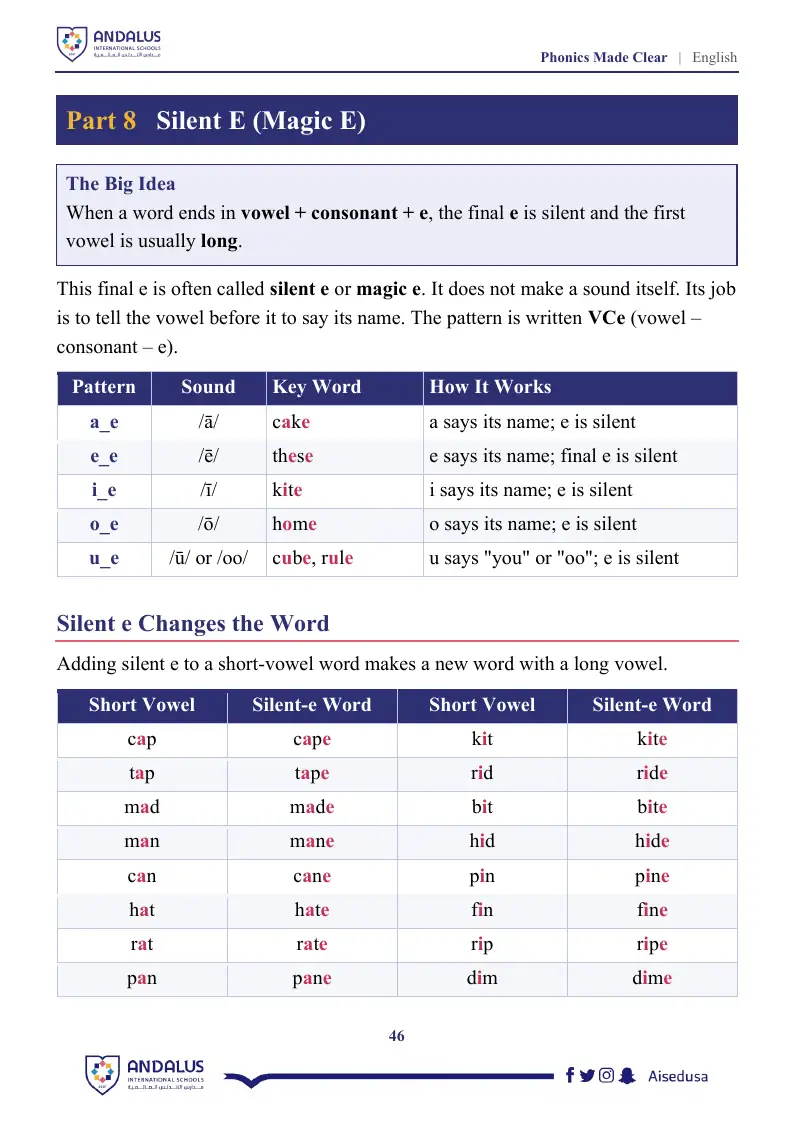 ANDALUS
INTERNATIONAL SCHOOLS
مدارس الأندلس العالمية
Phonics Made Clear | English
Part 8 Silent E (Magic E)
The Big Idea
When a word ends in vowel + consonant + e, the final e is silent and the first
vowel is usually long.
This final e is often called silent e or magic e. It does not make a sound itself. Its job
is to tell the vowel before it to say its name. The pattern is written VCe (vowel –
consonant – e).
Pattern Sound Key Word How It Works
a_e /ā/ cake a says its name; e is silent
e_e /ē/ these e says its name; final e is silent
i_e /ī/ kite i says its name; e is silent
o_e /ō/ home o says its name; e is silent
u_e /ū/ or /oo/ cube, rule u says "you" or "oo"; e is silent
Silent e Changes the Word
Adding silent e to a short-vowel word makes a new word with a long vowel.
Short Vowel Silent-e Word Short Vowel Silent-e Word
cap cape kit kite
tap tape rid ride
mad made bit bite
man mane hid hide
can cane pin pine
hat hate fin fine
rat rate rip ripe
pan pane dim dime
46
ANDALUS
INTERNATIONAL SCHOOLS
مدارس الأندلس العالمية
Aisedusa